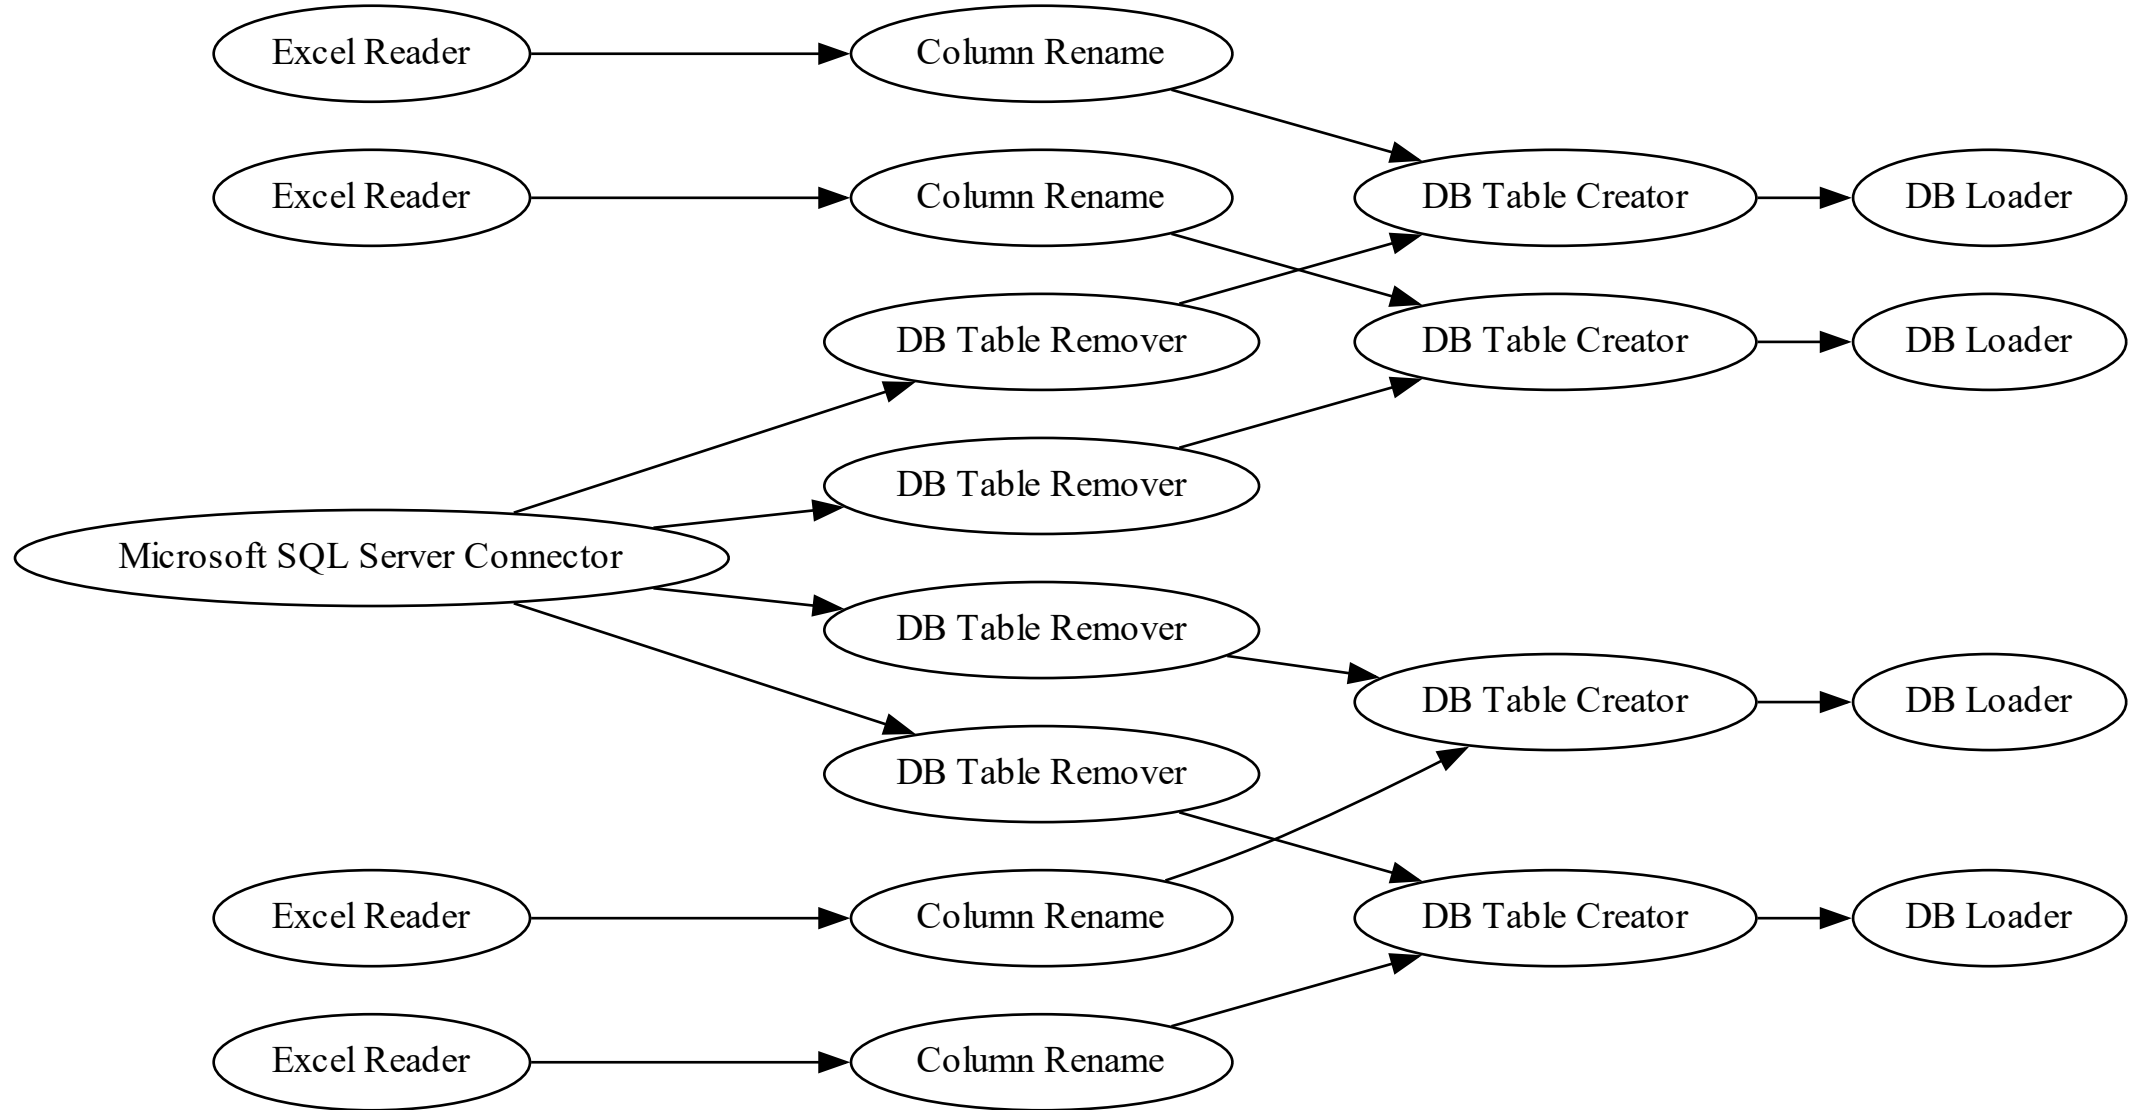 Excel Reader
Column Rename
Excel Reader
Column Rename
DB Table Creator
DB Loader
DB Table Remover
DB Table Creator
DB Loader
DB Table Remover
Microsoft SQL Server Connector
DB Table Remover
DB Table Creator
DB Loader
DB Table Remover
Excel Reader
Column Rename
DB Table Creator
DB Loader
Excel Reader
Column Rename